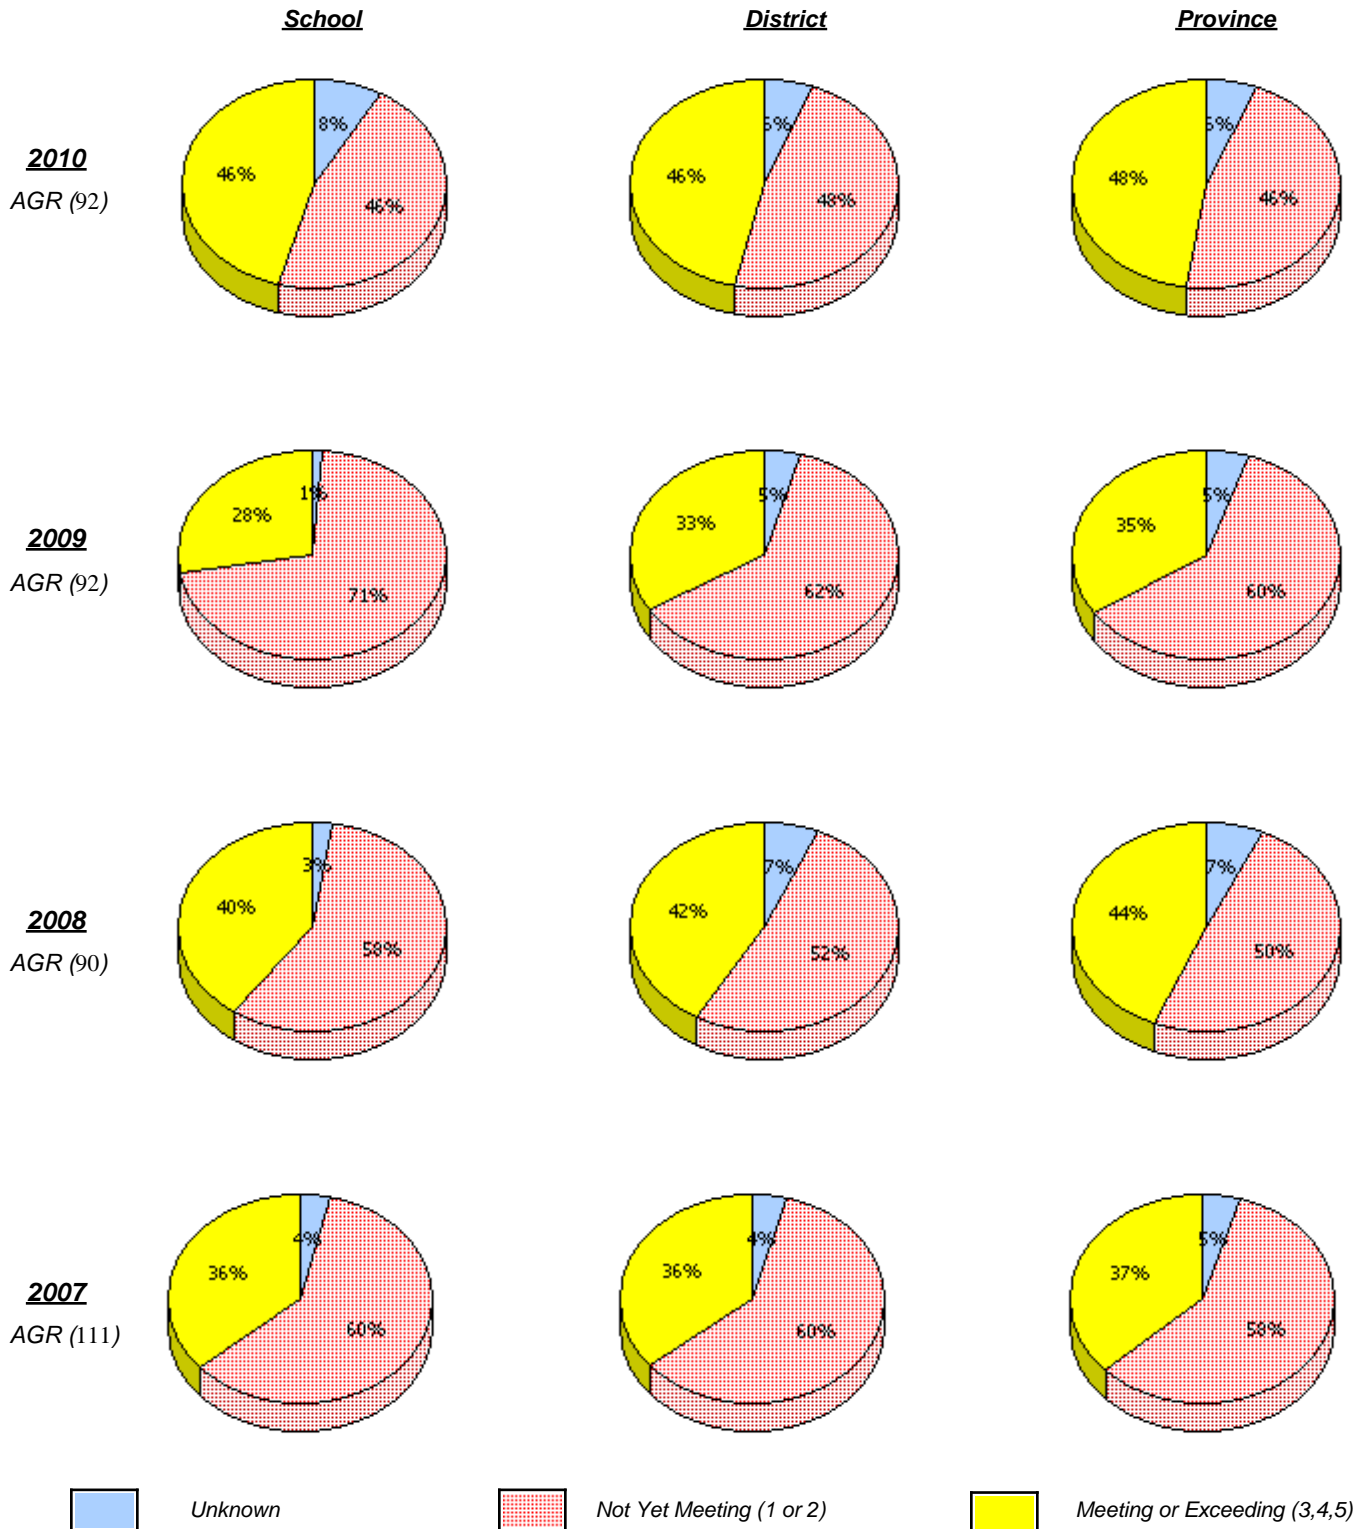 School District Province
8% 6% 6%
2010
46% 46% 48%
AGR (92)
46% 48% 46%
1% 5% 5%
28% 33% 35%
2009
AGR (92)
71% 62% 60%
3% 7% 7%
40% 42% 44%
2008
58% 52% 50%
AGR (90)
4% 4% 5%
36% 36% 37%
2007
AGR (111)
60% 60% 58%
Unknown Not Yet Meeting (1 or 2) Meeting or Exceeding (3,4,5)